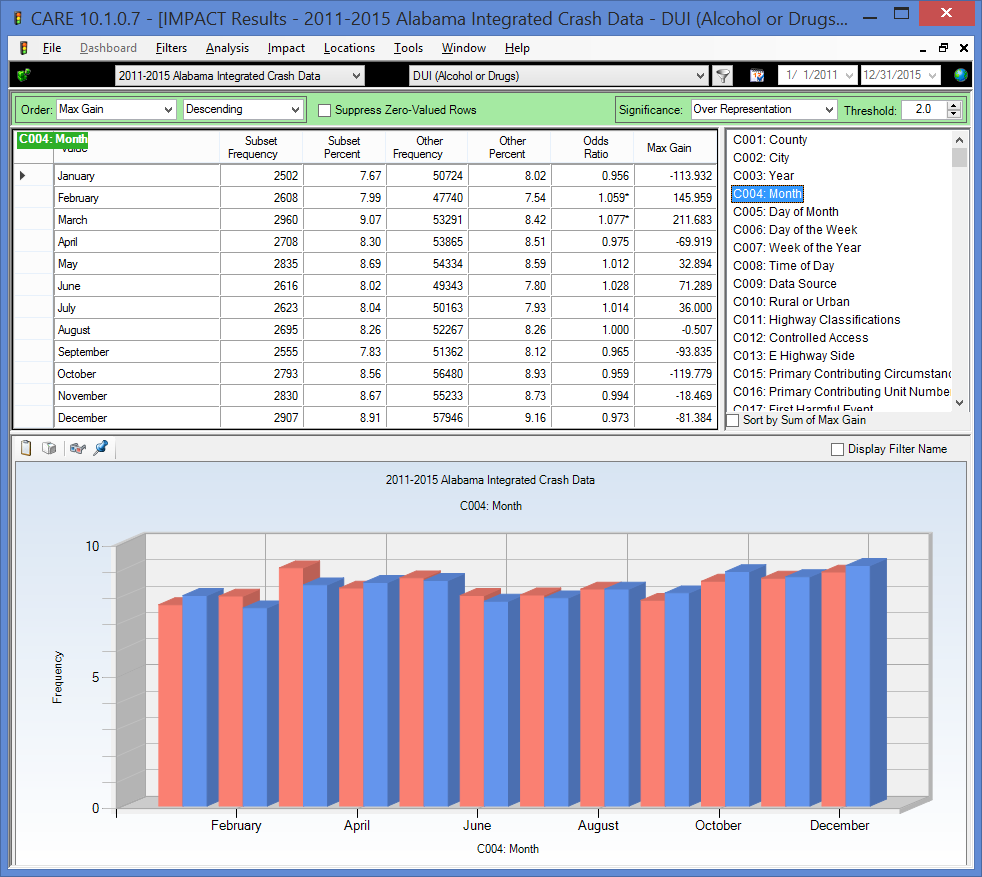 CARE 10.1.0.7 - [IMPACT Results - 2011-2015 Alabama Integrated Crash Data - DUI (Alcohol or Drugs...
File Dashboard Filters Analysis Impact Locations Tools Window Help
2011-2015 Alabama Integrated Crash Data DUI (Alcohol or Drugs) 1/ 1/2011 12/31/2015
Order: Max Gain Descending Suppress Zero-Valued Rows Significance: Over Representation Threshold: 2.0
C004: Month
Value Subset Frequency Subset Percent Other Frequency Other Percent Odds Ratio Max Gain
January 2502 7.67 50724 8.02 0.956 -113.932
February 2608 7.99 47740 7.54 1.059* 145.959
March 2960 9.07 53291 8.42 1.077* 211.683
April 2708 8.30 53865 8.51 0.975 -69.919
May 2835 8.69 54334 8.59 1.012 32.894
June 2616 8.02 49343 7.80 1.028 71.289
July 2623 8.04 50163 7.93 1.014 36.000
August 2695 8.26 52267 8.26 1.000 -0.507
September 2555 7.83 51362 8.12 0.965 -93.835
October 2793 8.56 56480 8.93 0.959 -119.779
November 2830 8.67 55233 8.73 0.994 -18.469
December 2907 8.91 57946 9.16 0.973 -81.384
C001: County
C002: City
C003: Year
C004: Month
C005: Day of Month
C006: Day of the Week
C007: Week of the Year
C008: Time of Day
C009: Data Source
C010: Rural or Urban
C011: Highway Classifications
C012: Controlled Access
C013: E Highway Side
C015: Primary Contributing Circumstanc
C016: Primary Contributing Unit Number
C017: First Harmful Event
Sort by Sum of Max Gain
Display Filter Name
2011-2015 Alabama Integrated Crash Data
C004: Month
10
5
0
Frequency
February April June August October December
C004: Month